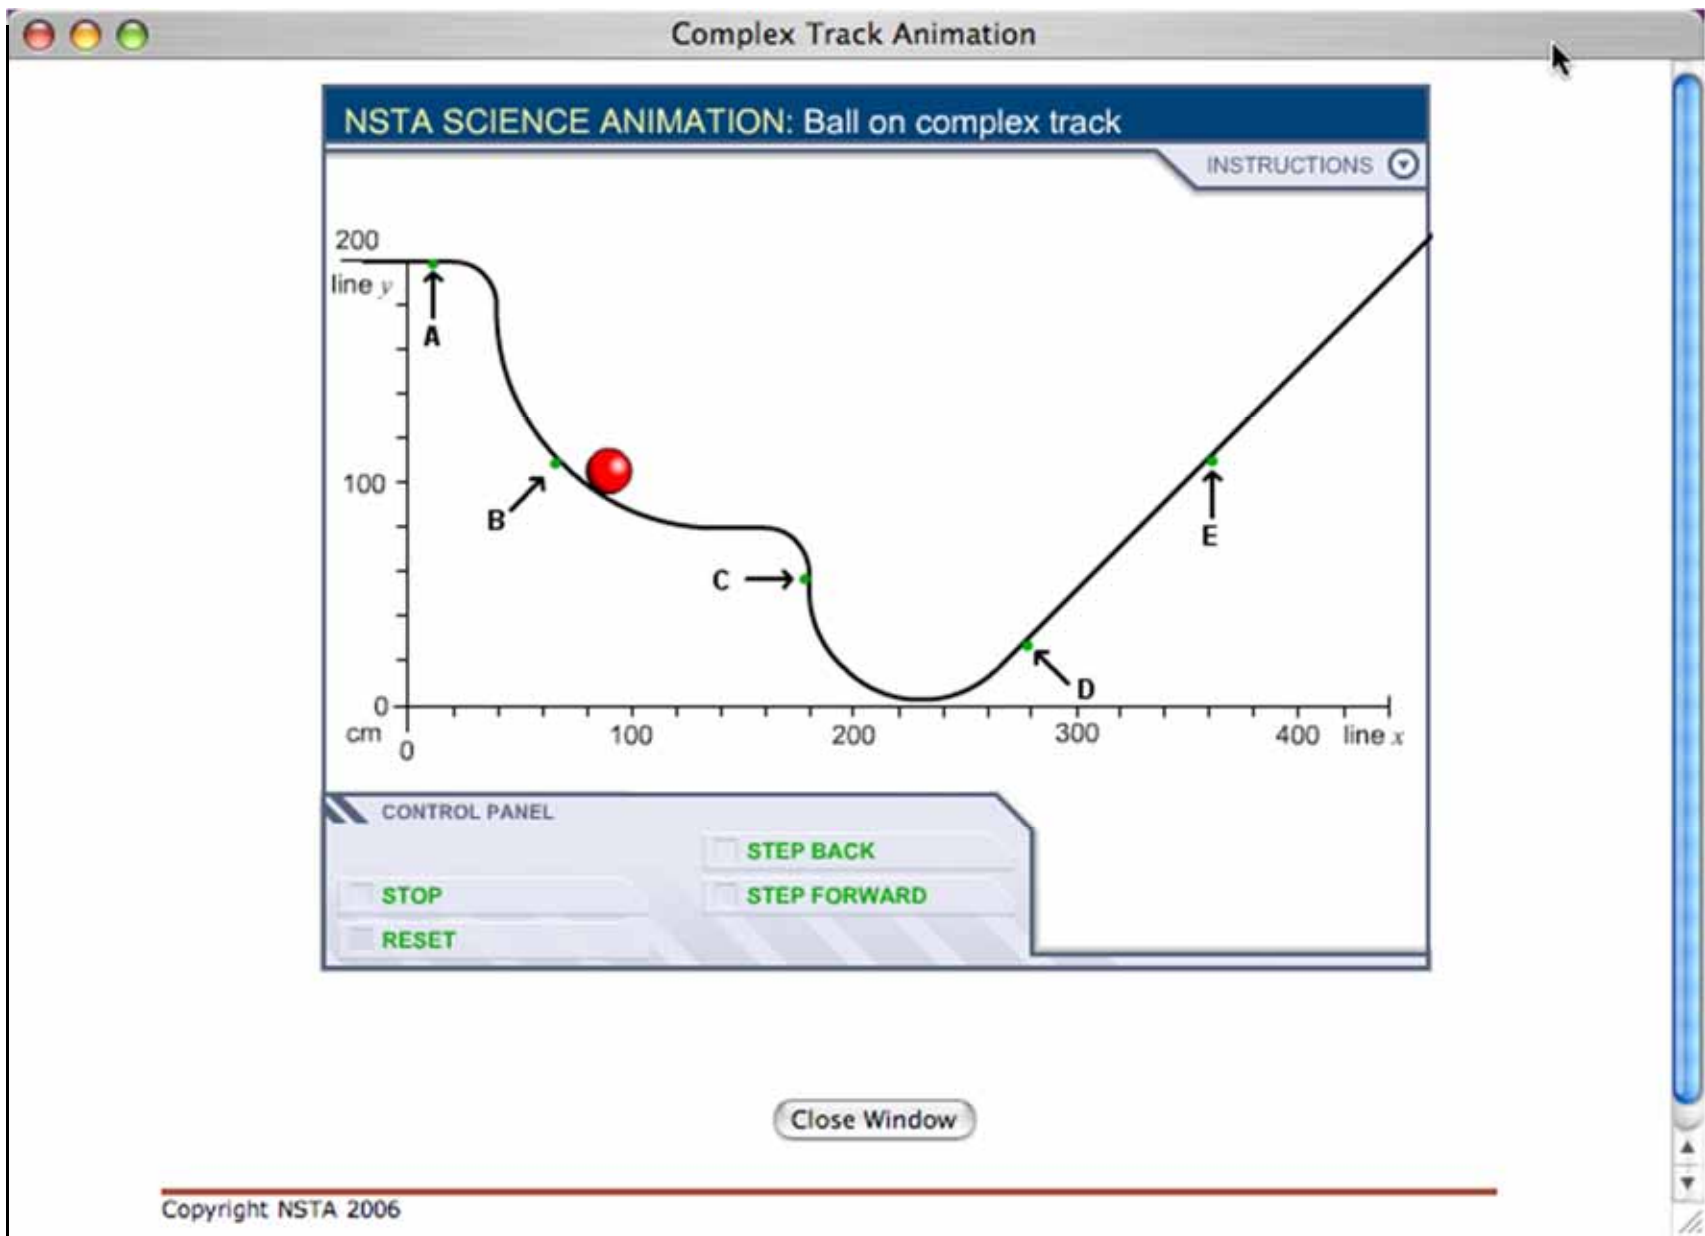 Complex Track Animation
NSTA SCIENCE ANIMATION: Ball on complex track
INSTRUCTIONS
200
line y
A
100
B
C
E
D
0
cm
0
100
200
300
400
line x
CONTROL PANEL
STEP BACK
STOP
STEP FORWARD
RESET
Close Window
Copyright NSTA 2006